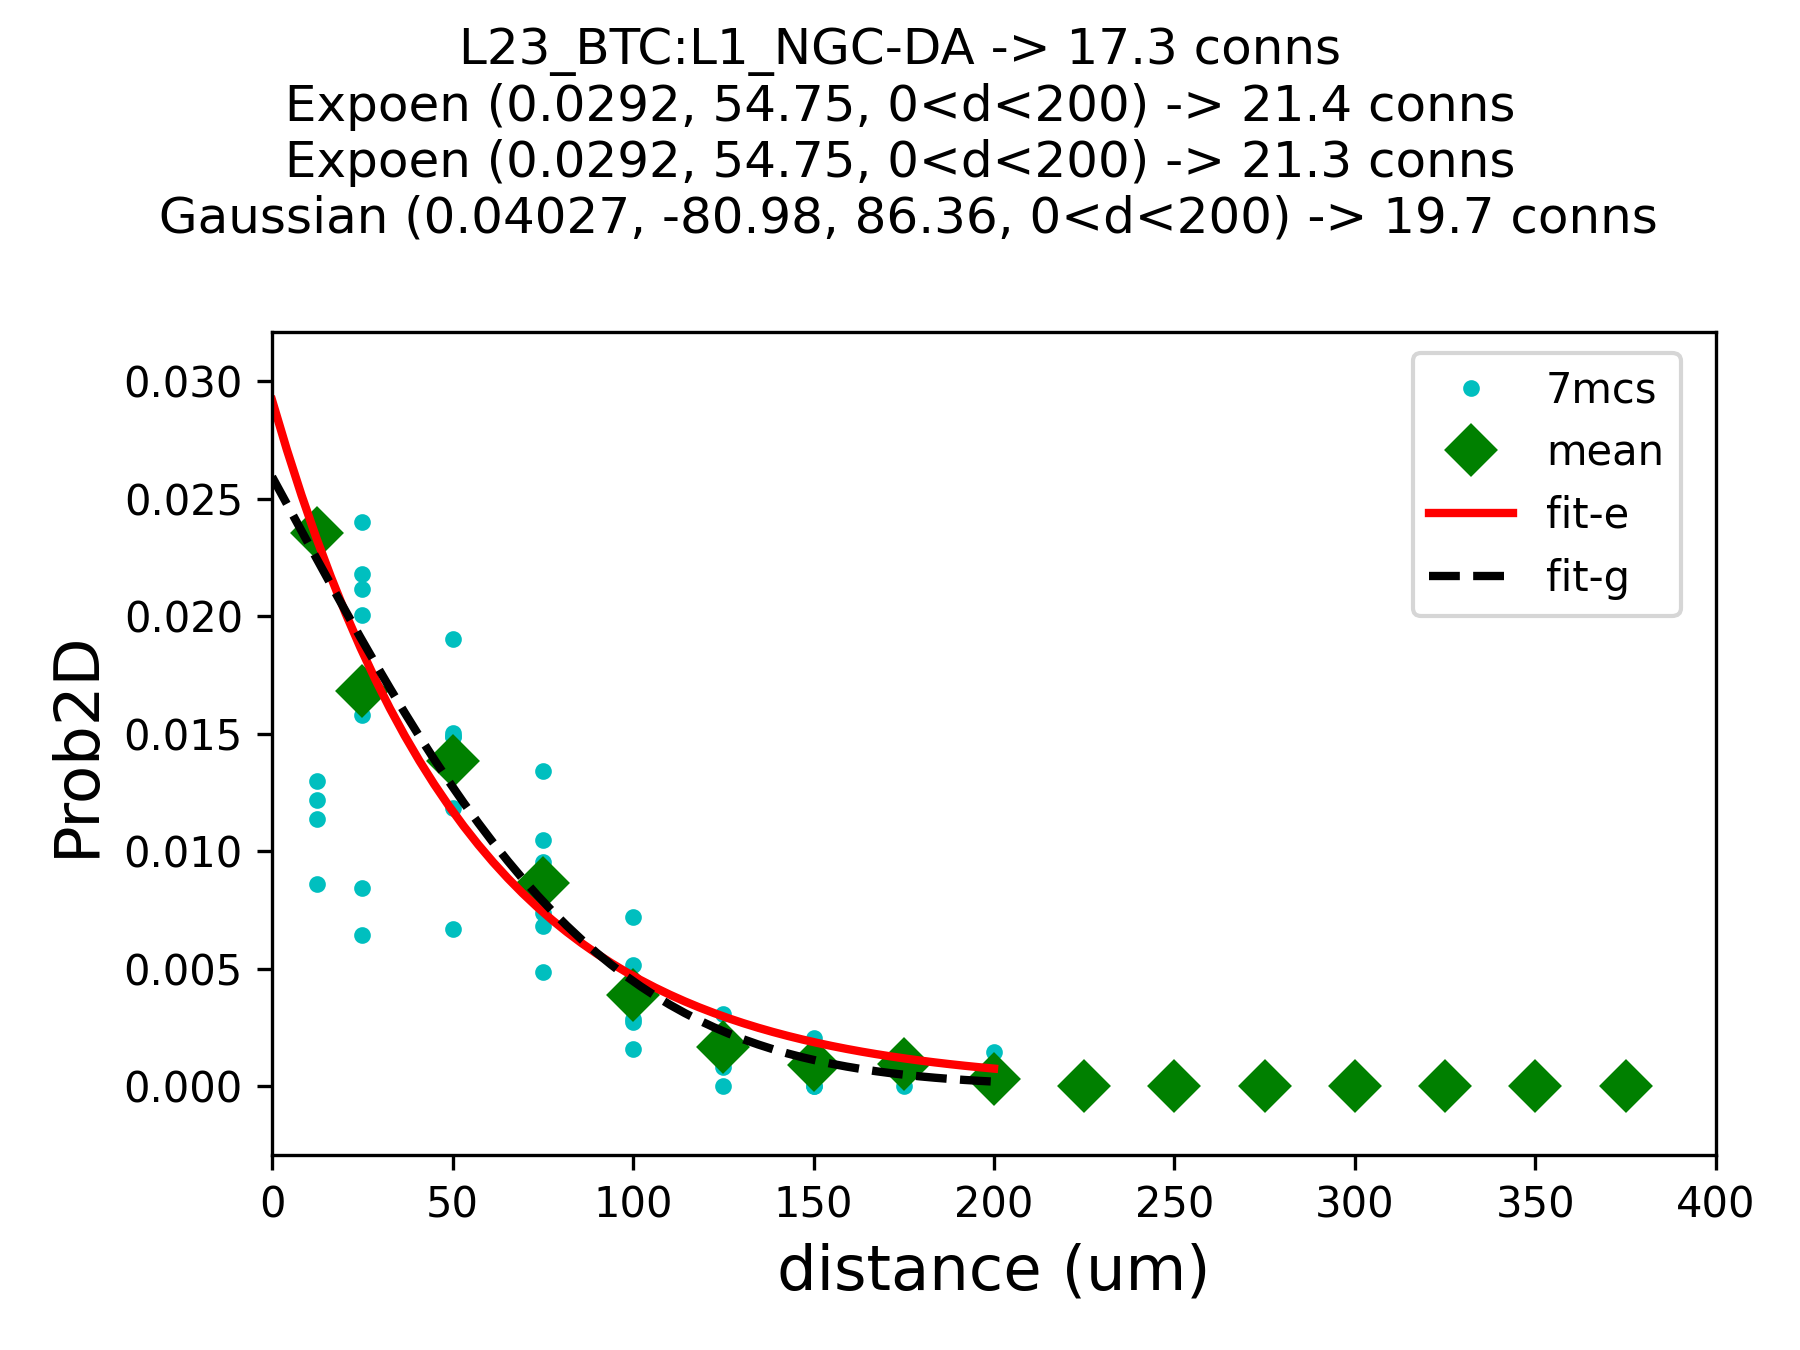 L23_BTC:L1_NGC-DA -> 17.3 conns
Expoen (0.0292, 54.75, 0<d<200) -> 21.4 conns
Expoen (0.0292, 54.75, 0<d<200) -> 21.3 conns
Gaussian (0.04027, -80.98, 86.36, 0<d<200) -> 19.7 conns
7mcs
mean
fit-e
fit-g
0.030
0.025
0.020
0.015
0.010
0.005
0.000
Prob2D
0 50 100 150 200 250 300 350 400
distance (um)